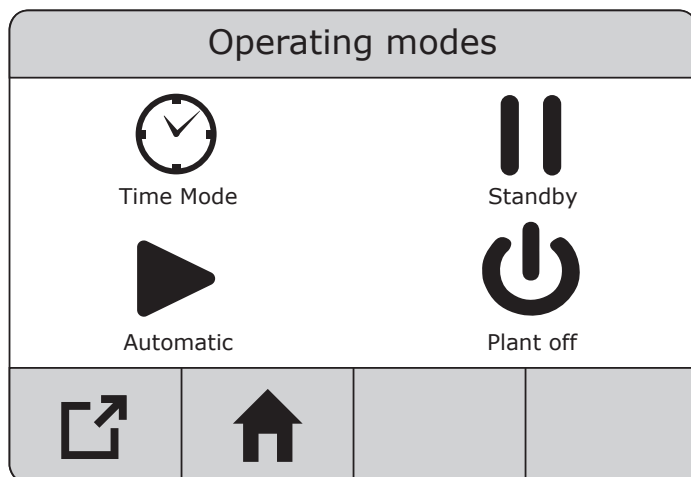 Operating modes
Time Mode
Standby
Automatic
Plant off